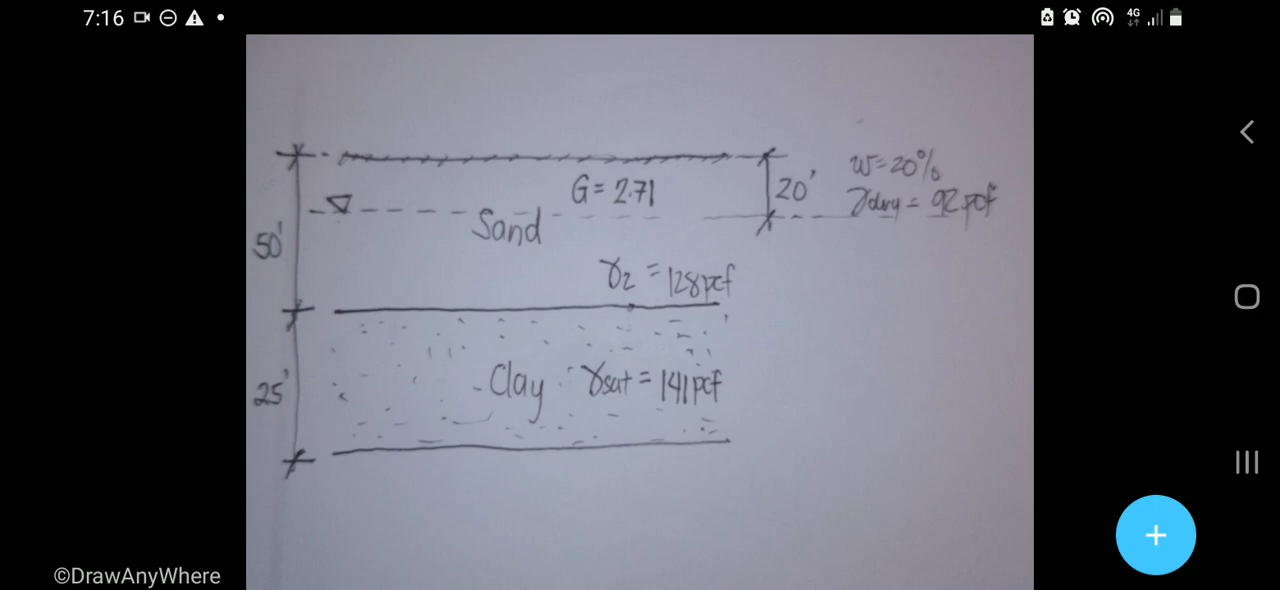 7:16
4G
w=20%
G= 2.71
20'
γdry = 92 pcf
Sand
50'
γ2 = 128pcf
Clay
γsat = 141pcf
25'
+
©DrawAnyWhere